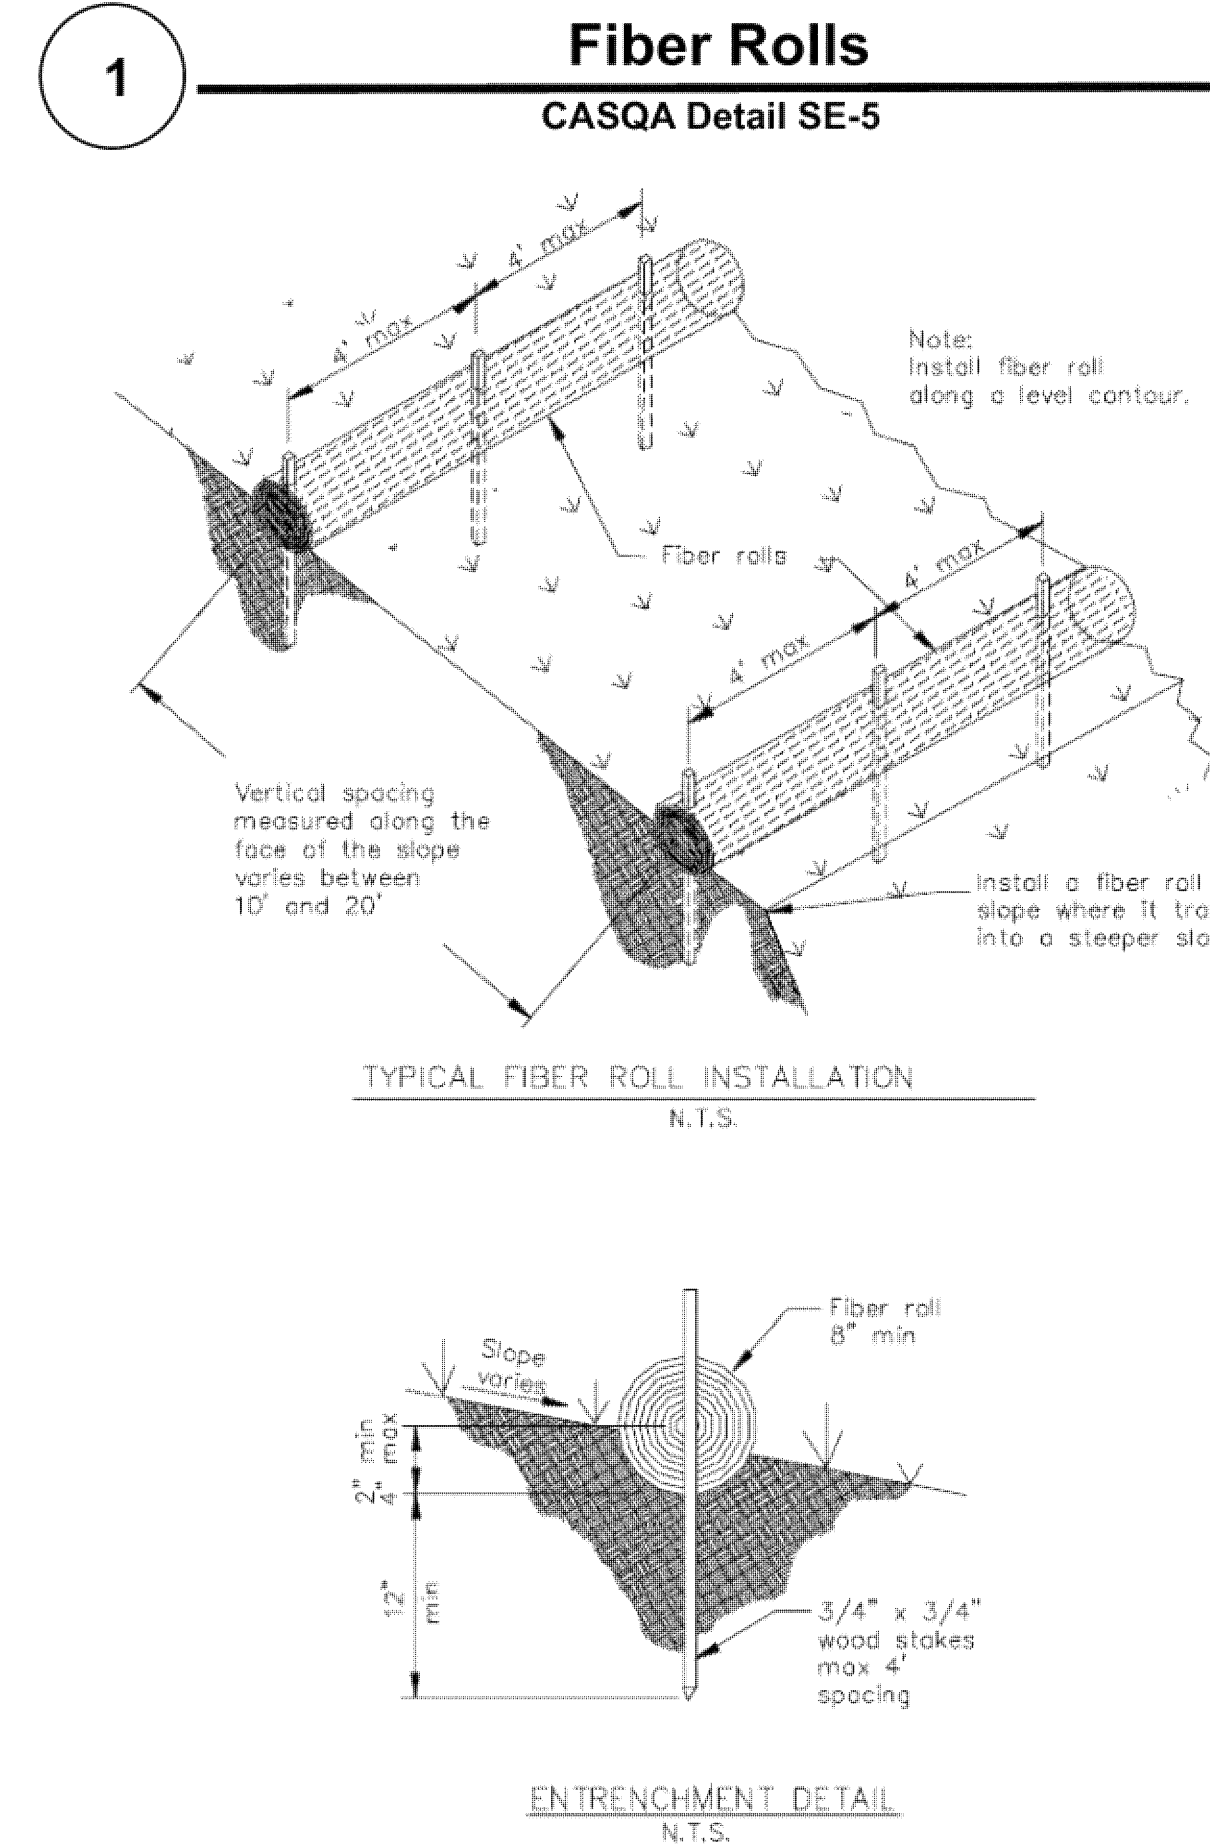 1
Fiber Rolls
CASQA Detail SE-5
4' max
4' max
Note:
Install fiber roll
along a level contour.
Fiber rolls
4' max
4' max
Vertical spacing
measured along the
face of the slope
varies between
10' and 20'
Install a fiber roll
slope where it
into a steeper
TYPICAL FIBER ROLL INSTALLATION
N.T.S.
Fiber roll
8" min
Slope
varies
2" min
4" max
12"
min
3/4" x 3/4"
wood stakes
max 4'
spacing
ENTRENCHMENT DETAIL
N.T.S.